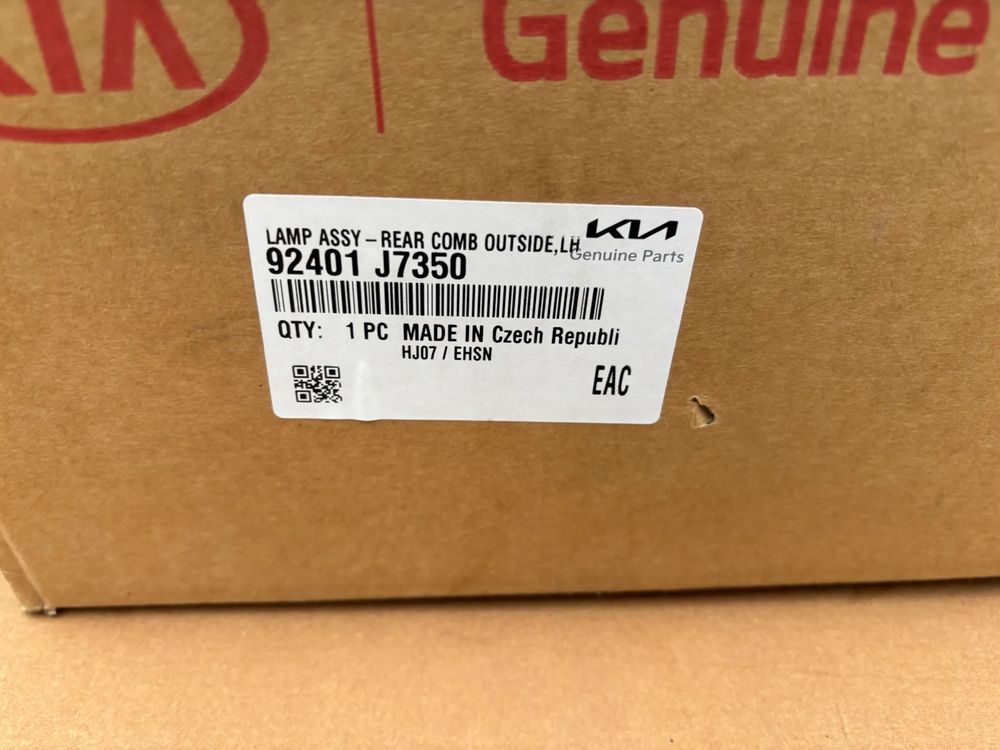 KIA
Genuine
KIA
Genuine Parts
LAMP ASSY-REAR COMB OUTSIDE,LH
92401 J7350
QTY: 1 PC MADE IN Czech Republi
HJ07 / EHSN
EAC